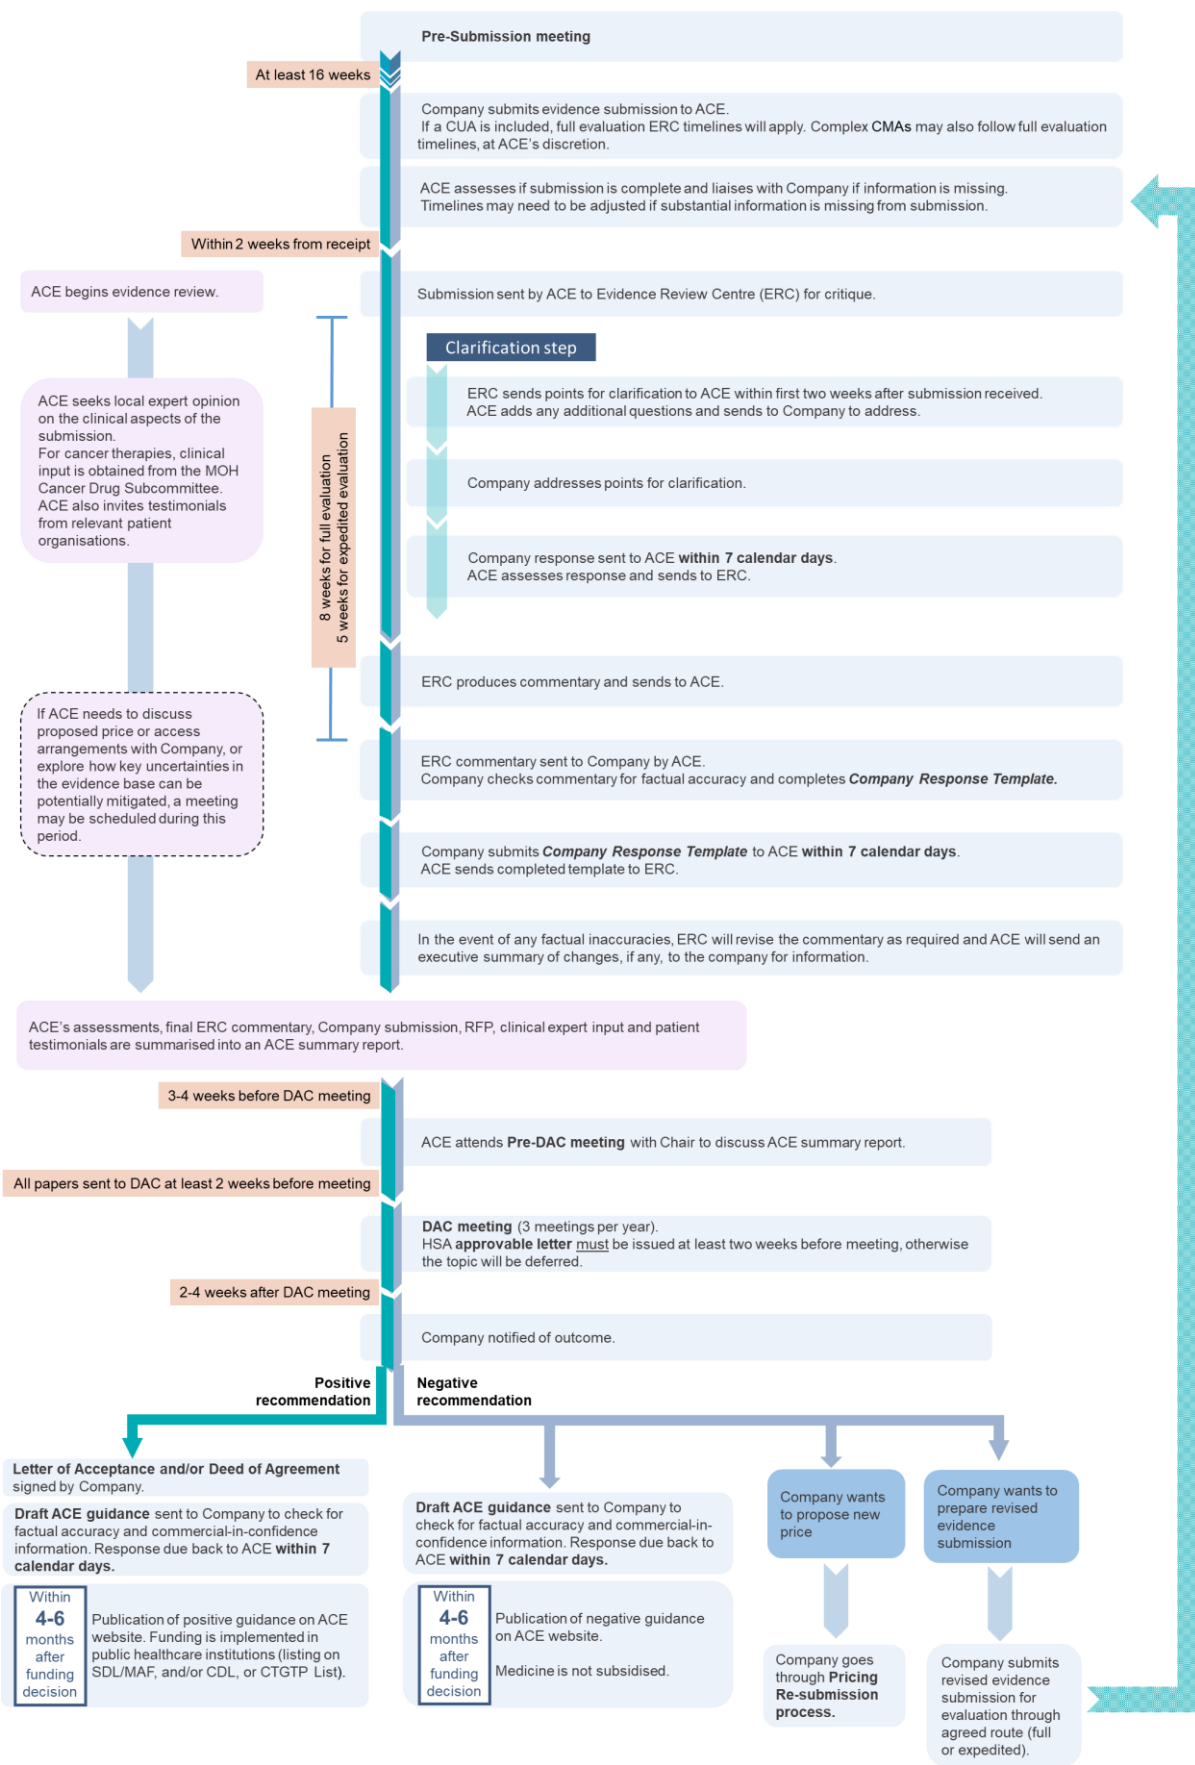 Pre-Submission meeting
At least 16 weeks
Company submits evidence submission to ACE.
If a CUA is included, full evaluation ERC timelines will apply. Complex CMAs may also follow full evaluation
timelines, at ACE's discretion.
ACE assesses if submission is complete and liaises with Company if information is missing.
Timelines may need to be adjusted if substantial information is missing from submission.
Within 2 weeks from receipt
ACE begins evidence review.
Submission sent by ACE to Evidence Review Centre (ERC) for critique.
Clarification step
ERC sends points for clarification to ACE within first two weeks after submission received.
ACE adds any additional questions and sends to Company to address.
ACE seeks local expert opinion
on the clinical aspects of the
submission.
For cancer therapies, clinical
input is obtained from the MOH
Cancer Drug Subcommittee.
ACE also invites testimonials
from relevant patient
organisations.
8 weeks for full evaluation
5 weeks for expedited evaluation
Company addresses points for clarification.
Company response sent to ACE within 7 calendar days.
ACE assesses response and sends to ERC.
ERC produces commentary and sends to ACE.
If ACE needs to discuss
proposed price or access
arrangements with Company, or
explore how key uncertainties in
the evidence base can be
potentially mitigated, a meeting
may be scheduled during this
period.
ERC commentary sent to Company by ACE.
Company checks commentary for factual accuracy and completes Company Response Template.
Company submits Company Response Template to ACE within 7 calendar days.
ACE sends completed template to ERC.
In the event of any factual inaccuracies, ERC will revise the commentary as required and ACE will send an
executive summary of changes, if any, to the company for information.
ACE's assessments, final ERC commentary, Company submission, RFP, clinical expert input and patient
testimonials are summarised into an ACE summary report.
3-4 weeks before DAC meeting
ACE attends Pre-DAC meeting with Chair to discuss ACE summary report.
All papers sent to DAC at least 2 weeks before meeting
DAC meeting (3 meetings per year).
HSA approvable letter must be issued at least two weeks before meeting, otherwise
the topic will be deferred.
2-4 weeks after DAC meeting
Company notified of outcome.
Positive
recommendation
Negative
recommendation
Letter of Acceptance and/or Deed of Agreement
signed by Company.
Draft ACE guidance sent to Company to check for
factual accuracy and commercial-in-confidence
information. Response due back to ACE within 7
calendar days.
Within
4-6
months
after
funding
decision
Publication of positive guidance on ACE
website. Funding is implemented in
public healthcare institutions (listing on
SDL/MAF, and/or CDL, or CTGTP List).
Draft ACE guidance sent to Company to
check for factual accuracy and commercial-in-
confidence information. Response due back to
ACE within 7 calendar days.
Within
4-6
months
after
funding
decision
Publication of negative guidance
on ACE website.
Medicine is not subsidised.
Company wants
to propose new
price
Company goes
through Pricing
Re-submission
process.
Company wants to
prepare revised
evidence
submission
Company submits
revised evidence
submission for
evaluation through
agreed route (full
or expedited).